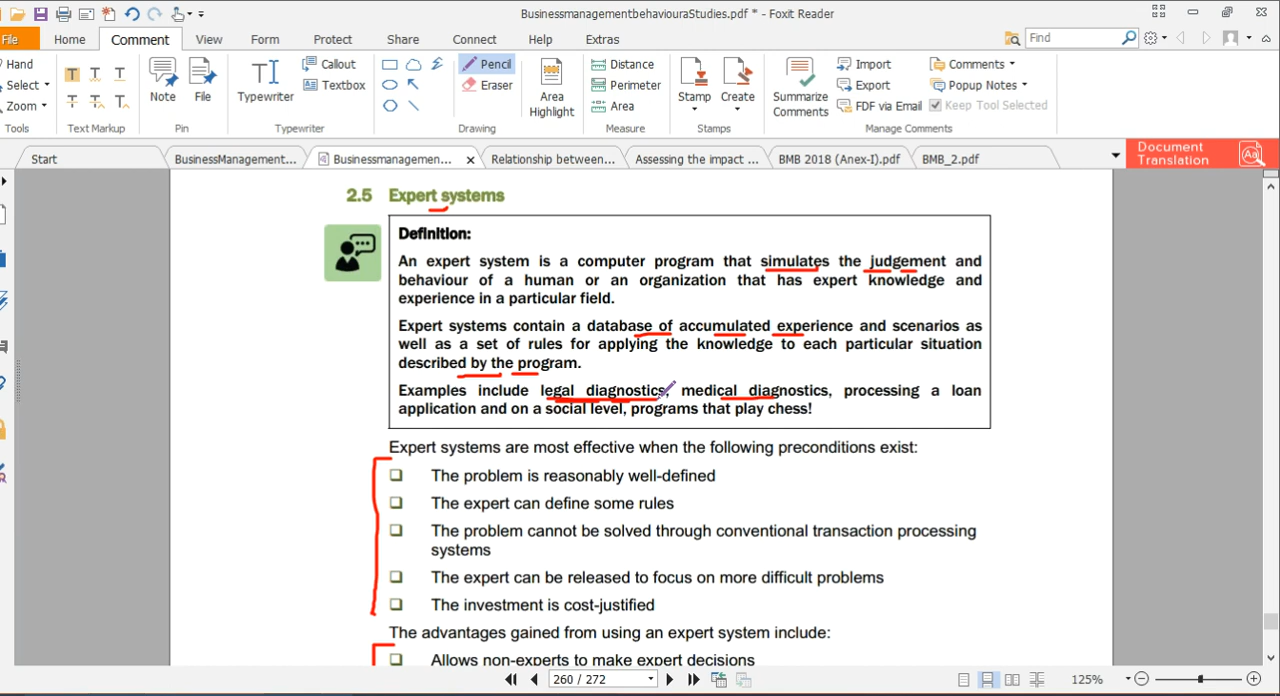 BusinessmanagementbehaviouraStudies.pdf * - Foxit Reader
File
Home
Comment
View
Form
Protect
Share
Connect
Help
Extras
Find
Hand
Select
Zoom
Tools
Text Markup
Note
File
Pin
Typewriter
Callout
Textbox
Typewriter
Pencil
Eraser
Drawing
Area Highlight
Distance
Perimeter
Area
Measure
Stamp
Create
Stamps
Summarize Comments
Import
Export
FDF via Email
Comments
Popup Notes
Keep Tool Selected
Manage Comments
Start
BusinessManagement...
Businessmanagemen...
Relationship between...
Assessing the impact ...
BMB 2018 (Anex-I).pdf
BMB_2.pdf
Document Translation
2.5 Expert systems
Definition:
An expert system is a computer program that simulates the judgement and
behaviour of a human or an organization that has expert knowledge and
experience in a particular field.
Expert systems contain a database of accumulated experience and scenarios as
well as a set of rules for applying the knowledge to each particular situation
described by the program.
Examples include legal diagnostics, medical diagnostics, processing a loan
application and on a social level, programs that play chess!
Expert systems are most effective when the following preconditions exist:
❑ The problem is reasonably well-defined
❑ The expert can define some rules
❑ The problem cannot be solved through conventional transaction processing
systems
❑ The expert can be released to focus on more difficult problems
❑ The investment is cost-justified
The advantages gained from using an expert system include:
❑ Allows non-experts to make expert decisions
260 / 272
125%